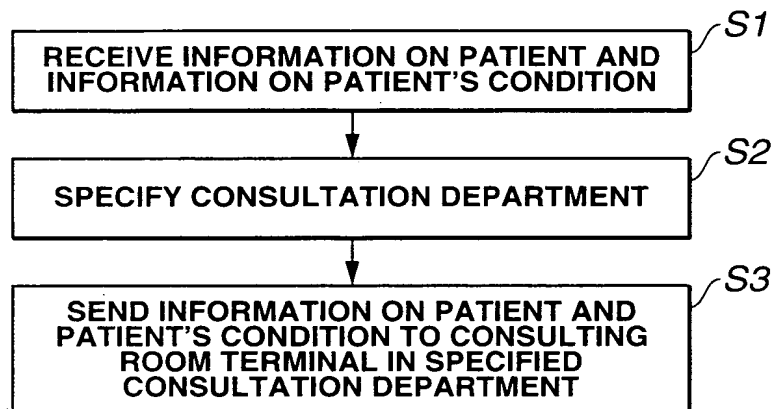 S1
RECEIVE INFORMATION ON PATIENT AND
INFORMATION ON PATIENT'S CONDITION
S2
SPECIFY CONSULTATION DEPARTMENT
S3
SEND INFORMATION ON PATIENT AND
PATIENT'S CONDITION TO CONSULTING
ROOM TERMINAL IN SPECIFIED
CONSULTATION DEPARTMENT